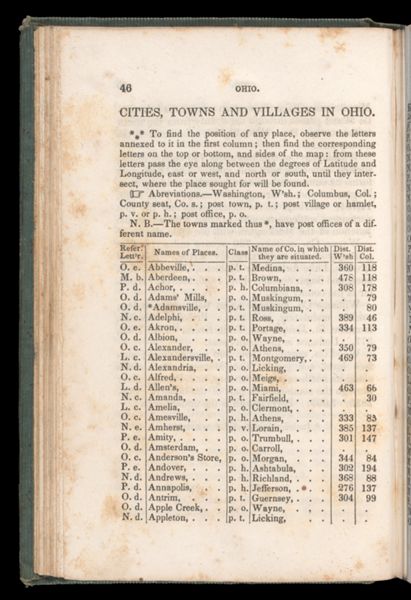 46
OHIO.
CITIES, TOWNS AND VILLAGES IN OHIO.
*** To find the position of any place, observe the letters
annexed to it in the first column; then find the corresponding
letters on the top or bottom, and sides of the map: from these
letters pass the eye along between the degrees of Latitude and
Longitude, east or west, and north or south, until they inter-
sect, where the place sought for will be found.
☞ Abreviations.—Washington, W'sh.; Columbus, Col.;
County seat, Co. s.; post town, p. t.; post village or hamlet,
p. v. or p. h.; post office, p. o.
N. B.—The towns marked thus *, have post offices of a dif-
ferent name.
Refer. Lett'r. Names of Places. Class Name of Co. in which they are situated. Dist. W'sh Dist. Col.
O. e. Abbeville, . . . p. t. Medina, . . . . 360 118
M. b. Aberdeen, . . . p. t. Brown, . . . . 478 118
P. d. Achor, . . . . p. h. Columbiana, . . 308 178
O. d. Adams' Mills, . p. o. Muskingum, . . . 79
O. d. *Adamsville, . . p. t. Muskingum, . . . 80
N. c. Adelphi, . . . p. t. Ross, . . . . 389 46
O. e. Akron, . . . . p. t. Portage, . . . . 334 113
O. d. Albion, . . . p. o. Wayne, . . . . . .
O. c. Alexander, . . p. o. Athens, . . . . 350 79
L. c. Alexandersville, . p. t. Montgomery, . . 469 73
N. d. Alexandria, . . p. o. Licking, . . . . . .
O. c. Alfred, . . . . p. o. Meigs, . . . . . .
L. d. Allen's, . . . p. o. Miami, . . . . 463 66
N. c. Amanda, . . . p. t. Fairfield, . . . . 30
L. c. Amelia, . . . p. o. Clermont, . . . . .
O. c. Amesville, . . p. h. Athens, . . . . 333 85
N. e. Amherst, . . . p. v. Lorain, . . . . 385 137
P. e. Amity, . . . . p. o. Trumbull, . . . 301 147
O. d. Amsterdam, . . p. o. Carroll, . . . . . .
O. c. Anderson's Store, p. o. Morgan, . . . . 344 84
P. e. Andover, . . . p. h. Ashtabula, . . . 302 194
N. d. Andrews, . . . p. h. Richland, . . . 368 88
P. d. Annapolis, . . p. h. Jefferson, . . . 276 137
O. d. Antrim, . . . p. t. Guernsey, . . . 304 99
O. d. Apple Creek, . . p. o. Wayne, . . . . . .
N. d. Appleton, . . . p. t. Licking, . . . . . .